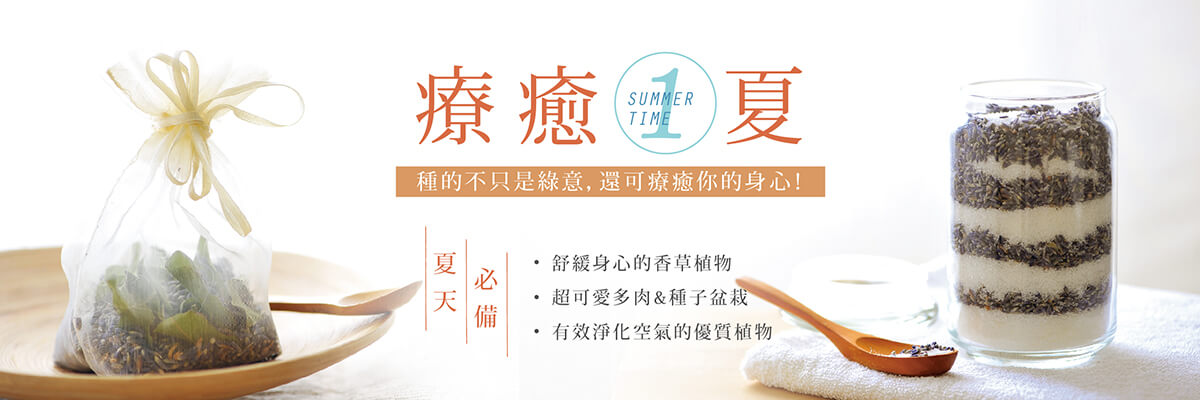 療癒1夏
SUMMER
TIME
種的不只是綠意,還可療癒你的身心!
夏天
必備
• 舒緩身心的香草植物
• 超可愛多肉&種子盆栽
• 有效淨化空氣的優質植物